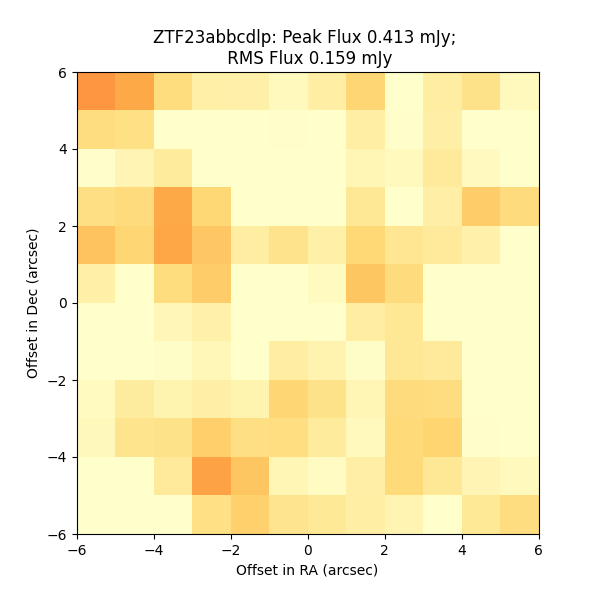 ZTF23abbcdlp: Peak Flux 0.413 mJy;
RMS Flux 0.159 mJy
6
4
2
0
−2
−4
−6
Offset in Dec (arcsec)
−6 −4 −2 0 2 4 6
Offset in RA (arcsec)